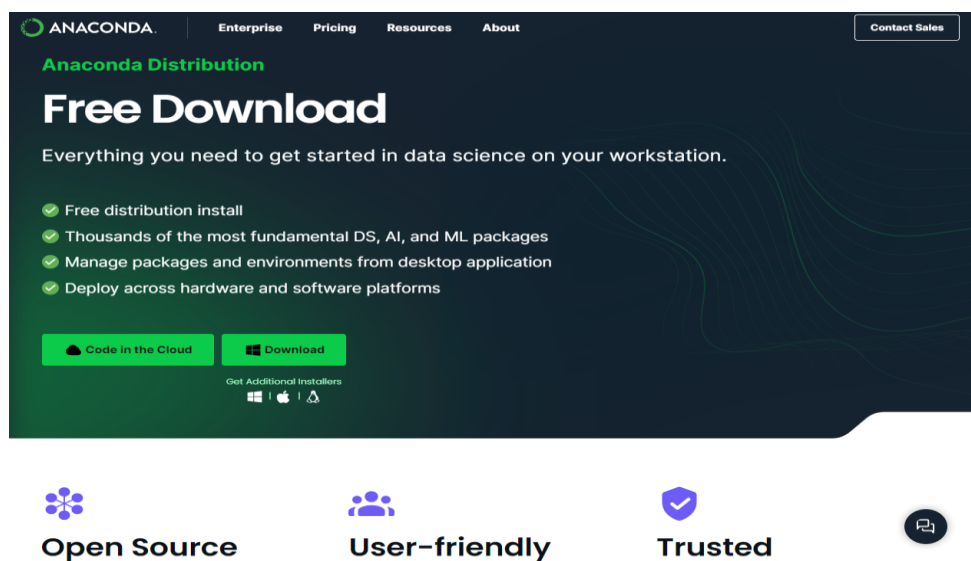 ANACONDA.
Enterprise Pricing Resources About
Contact Sales
Anaconda Distribution
Free Download
Everything you need to get started in data science on your workstation.
Free distribution install
Thousands of the most fundamental DS, AI, and ML packages
Manage packages and environments from desktop application
Deploy across hardware and software platforms
Code in the Cloud
Download
Get Additional Installers
Open Source
User-friendly
Trusted